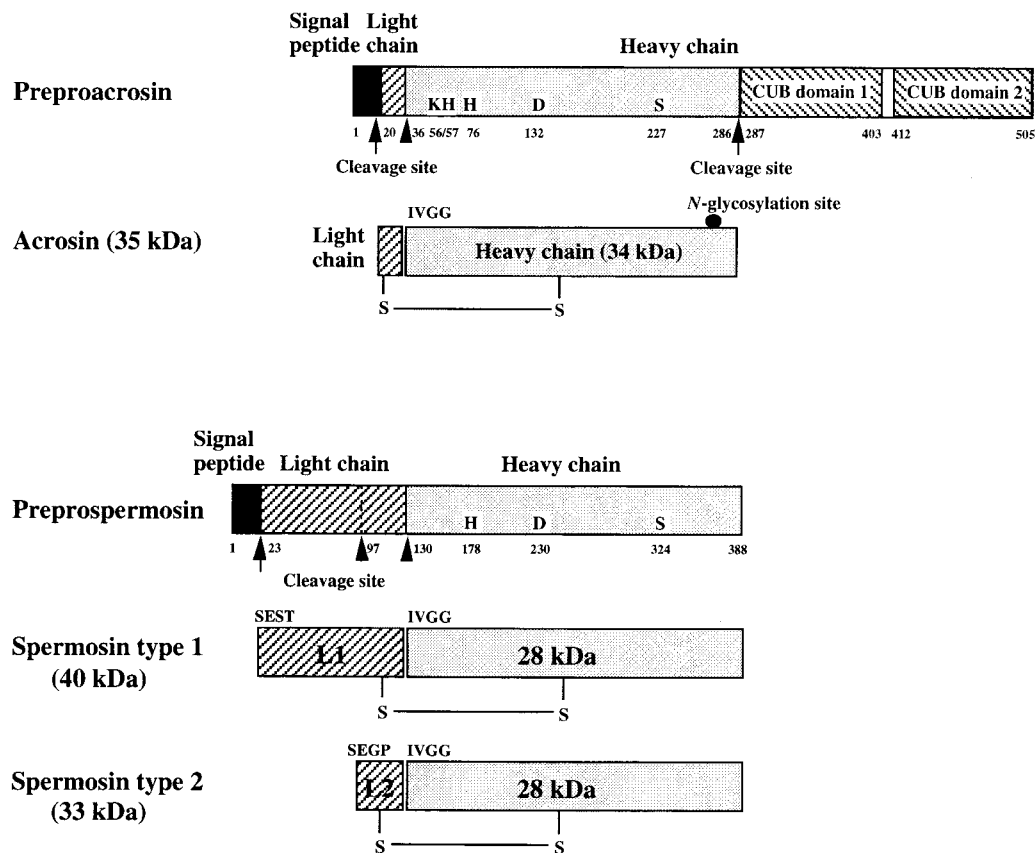 Signal Light
peptide chain
Heavy chain
Preproacrosin
KH H D S
CUB domain 1
CUB domain 2
1 20 36 56/57 76 132 227 286 287 403 412 505
Cleavage site
Cleavage site
N-glycosylation site
IVGG
Acrosin (35 kDa)
Light
chain
Heavy chain (34 kDa)
S S
Signal
peptide Light chain
Heavy chain
Preprospermosin
H D S
1 23 97 130 178 230 324 388
Cleavage site
SEST IVGG
Spermosin type 1
(40 kDa)
L1
28 kDa
S S
SEGP IVGG
Spermosin type 2
(33 kDa)
L2
28 kDa
S S